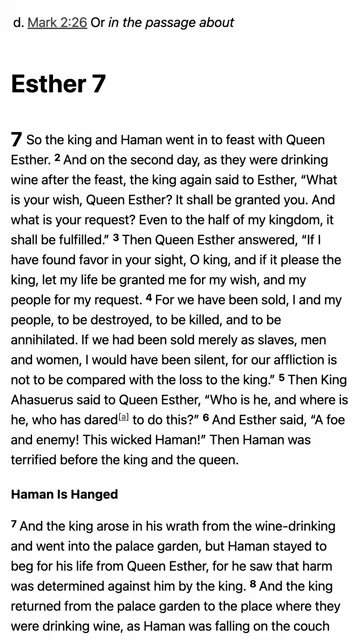 d. Mark 2:26 Or in the passage about
Esther 7
7 So the king and Haman went in to feast with Queen
Esther. 2 And on the second day, as they were drinking
wine after the feast, the king again said to Esther, “What
is your wish, Queen Esther? It shall be granted you. And
what is your request? Even to the half of my kingdom, it
shall be fulfilled.” 3 Then Queen Esther answered, “If I
have found favor in your sight, O king, and if it please the
king, let my life be granted me for my wish, and my
people for my request. 4 For we have been sold, I and my
people, to be destroyed, to be killed, and to be
annihilated. If we had been sold merely as slaves, men
and women, I would have been silent, for our affliction is
not to be compared with the loss to the king.” 5 Then King
Ahasuerus said to Queen Esther, “Who is he, and where is
he, who has dared[a] to do this?” 6 And Esther said, “A foe
and enemy! This wicked Haman!” Then Haman was
terrified before the king and the queen.
Haman Is Hanged
7 And the king arose in his wrath from the wine-drinking
and went into the palace garden, but Haman stayed to
beg for his life from Queen Esther, for he saw that harm
was determined against him by the king. 8 And the king
returned from the palace garden to the place where they
were drinking wine, as Haman was falling on the couch